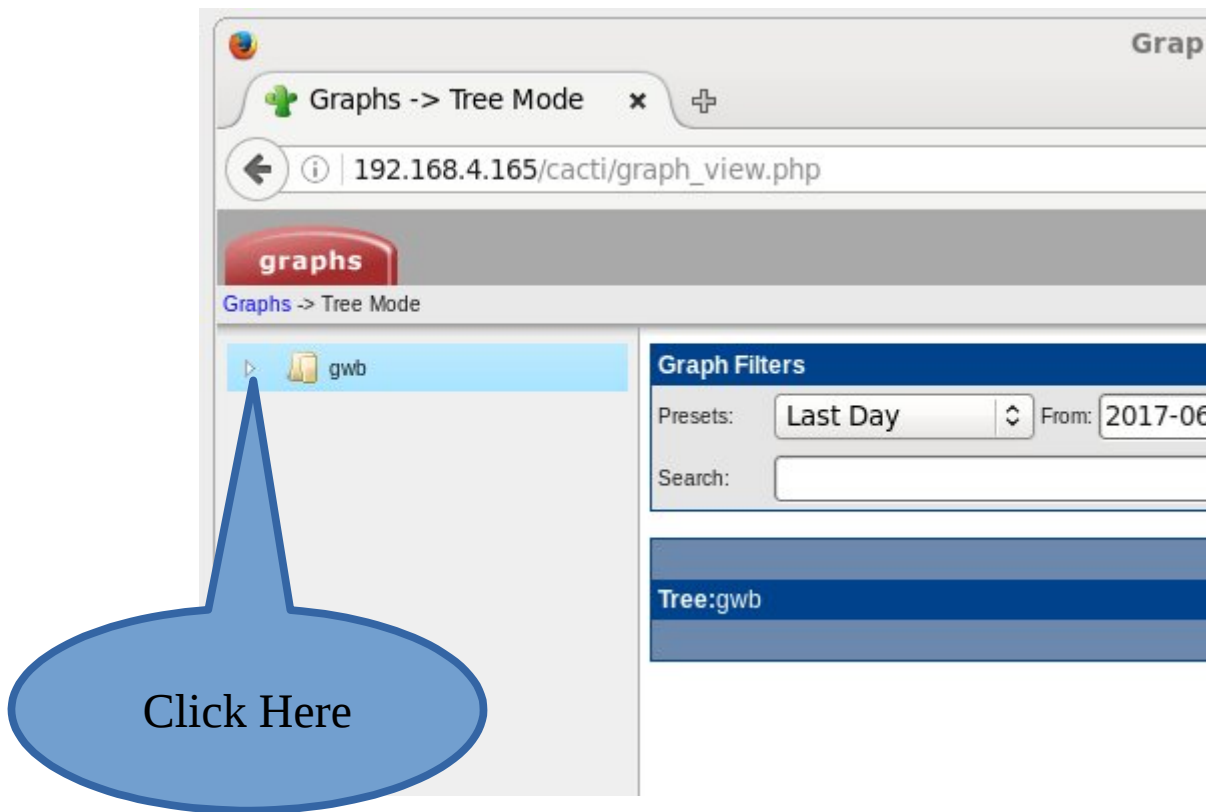 Grap
Graphs -> Tree Mode
192.168.4.165/cacti/graph_view.php
graphs
Graphs -> Tree Mode
gwb
Graph Filters
Presets: Last Day From: 2017-06
Search:
Tree:gwb
Click Here